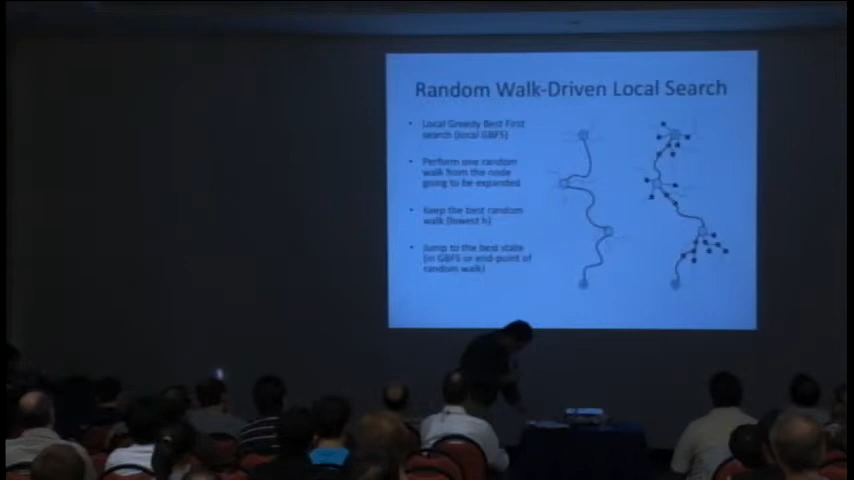 Random Walk-Driven Local Search
• Local Greedy Best First
search (local GBFS)
• Perform one random
walk from the node
going to be expanded
• Keep the best random
walk (lowest h)
• Jump to the best state
(in GBFS or end-point of
random walk)